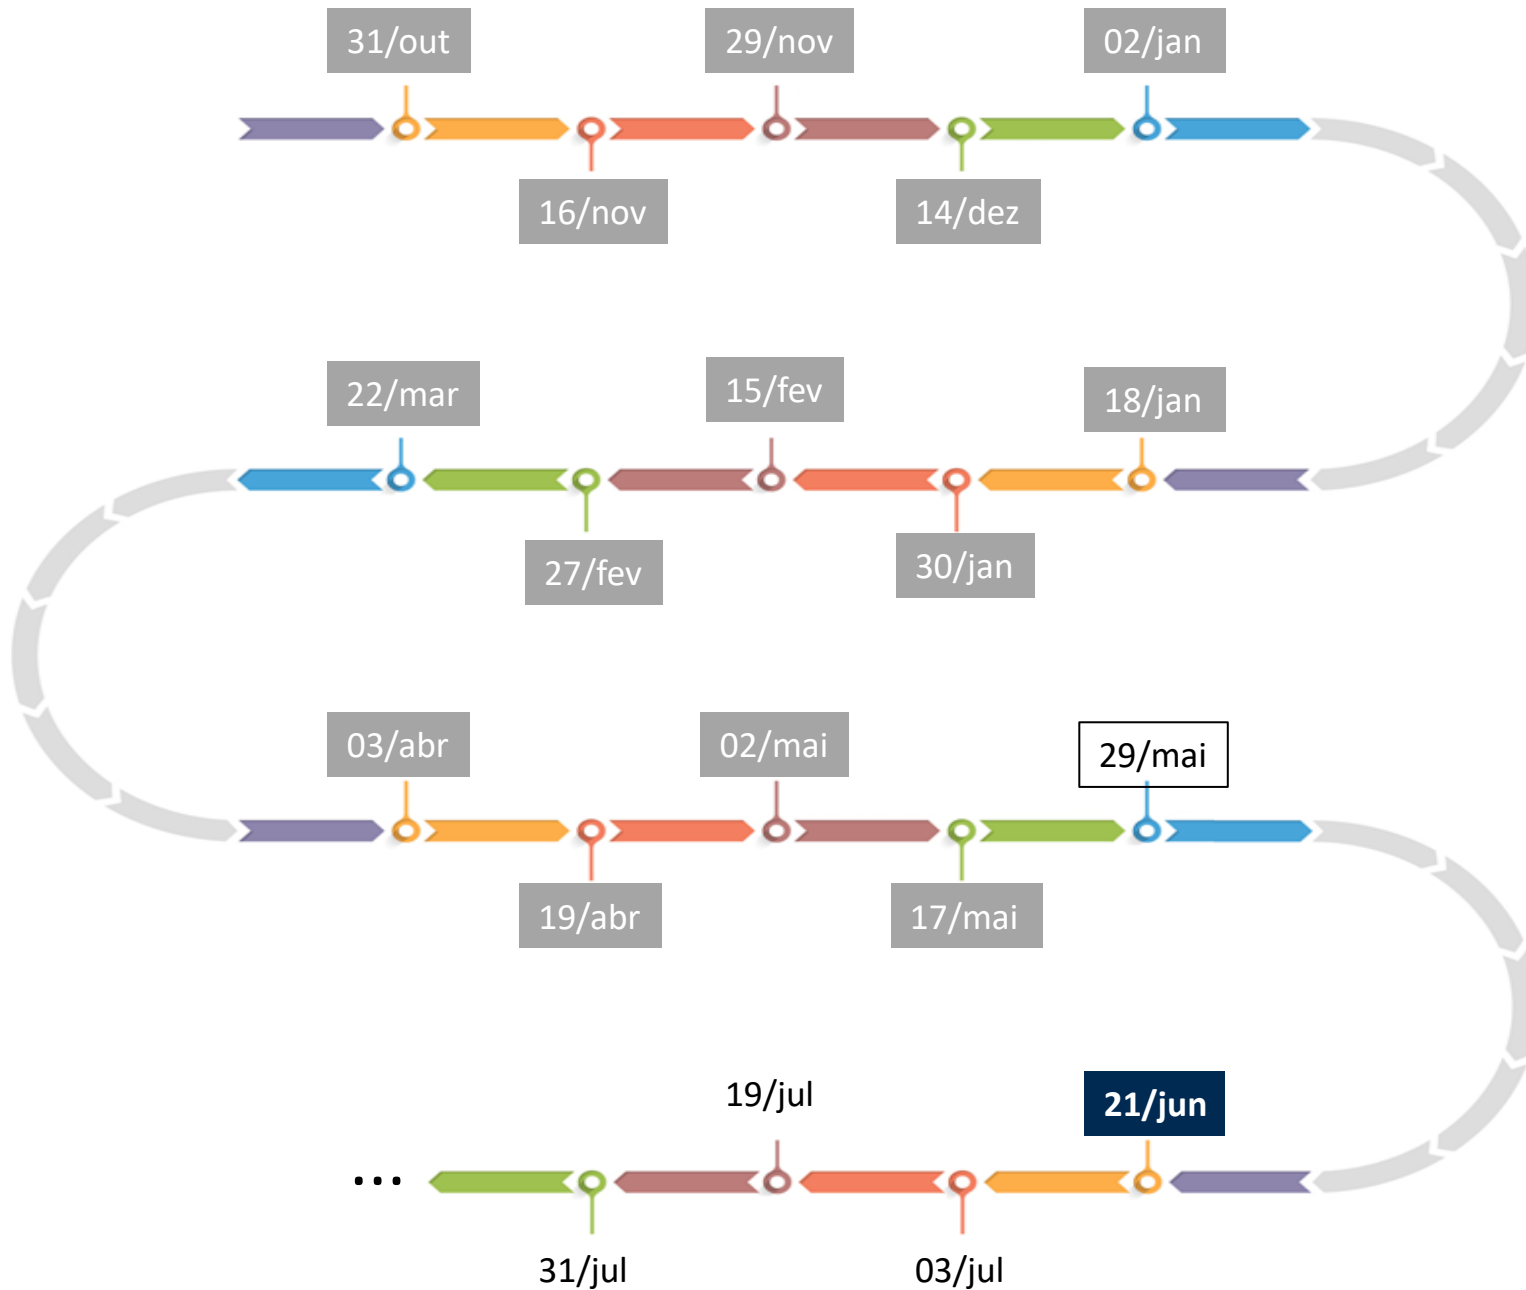 31/out
29/nov
02/jan
16/nov
14/dez
22/mar
15/fev
18/jan
27/fev
30/jan
03/abr
02/mai
29/mai
19/abr
17/mai
19/jul
21/jun
...
31/jul
03/jul